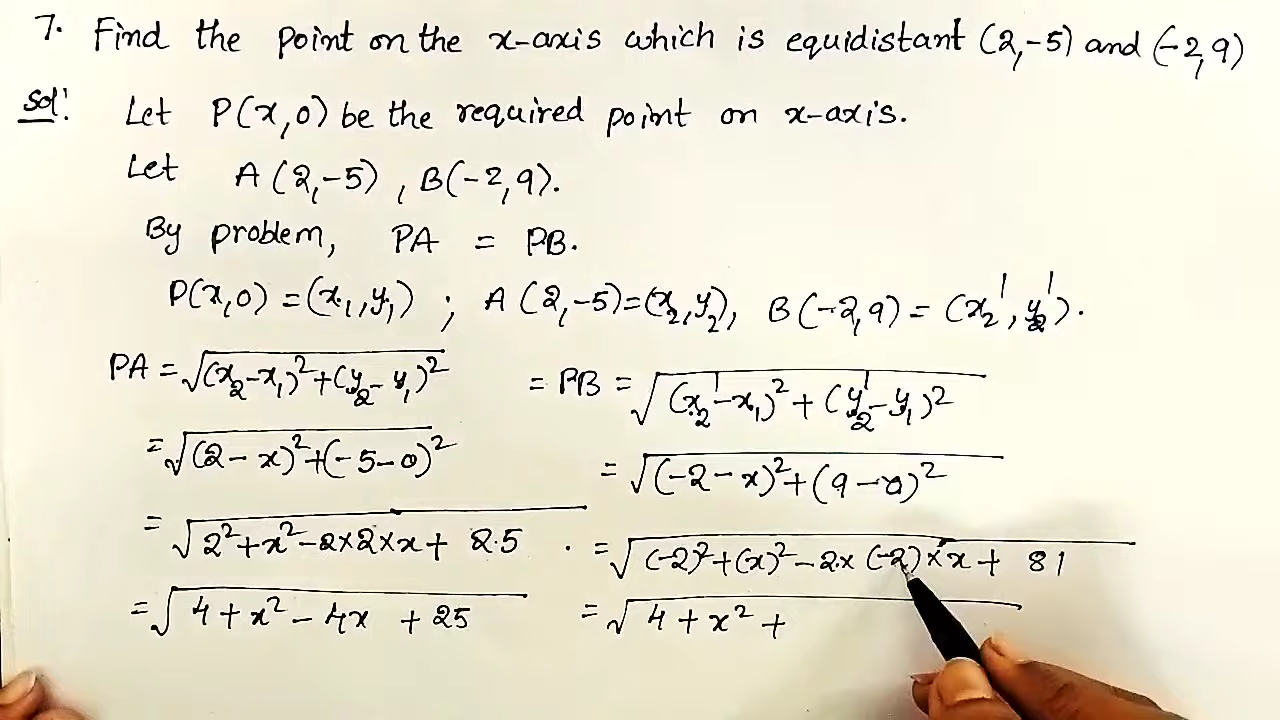 7. Find the point on the x-axis which is equidistant (2,-5) and (-2,9)
Sol: Let P(x,0) be the required point on x-axis.
Let A(2,-5), B(-2,9).
By problem, PA = PB.
P(x,0) = (x₁,y₁) ; A(2,-5)=(x₂,y₂), B(-2,9) = (x₂',y₂').
PA = √(x₂-x₁)²+(y₂-y₁)² = PB = √(x₂'-x₁)²+(y₂'-y₁)²
= √(2-x)²+(-5-0)² = √(-2-x)²+(9-0)²
= √2²+x²-2×2×x+ 25 . = √(-2)²+(x)²-2×(-2)×x+ 81
= √4+x²-4x +25 = √4+x²+